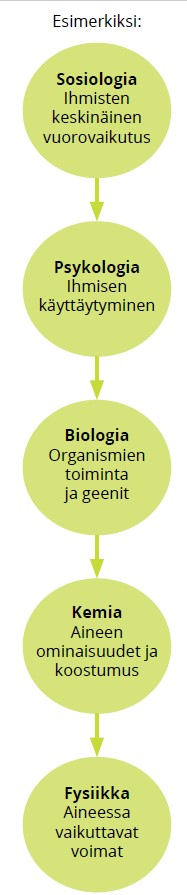 Esimerkiksi:
Sosiologia
Ihmisten
keskinäinen
vuorovaikutus
Psykologia
Ihmisen
käyttäytyminen
Biologia
Organismien
toiminta
ja geenit
Kemia
Aineen
ominaisuudet ja
koostumus
Fysiikka
Aineessa
vaikuttavat
voimat